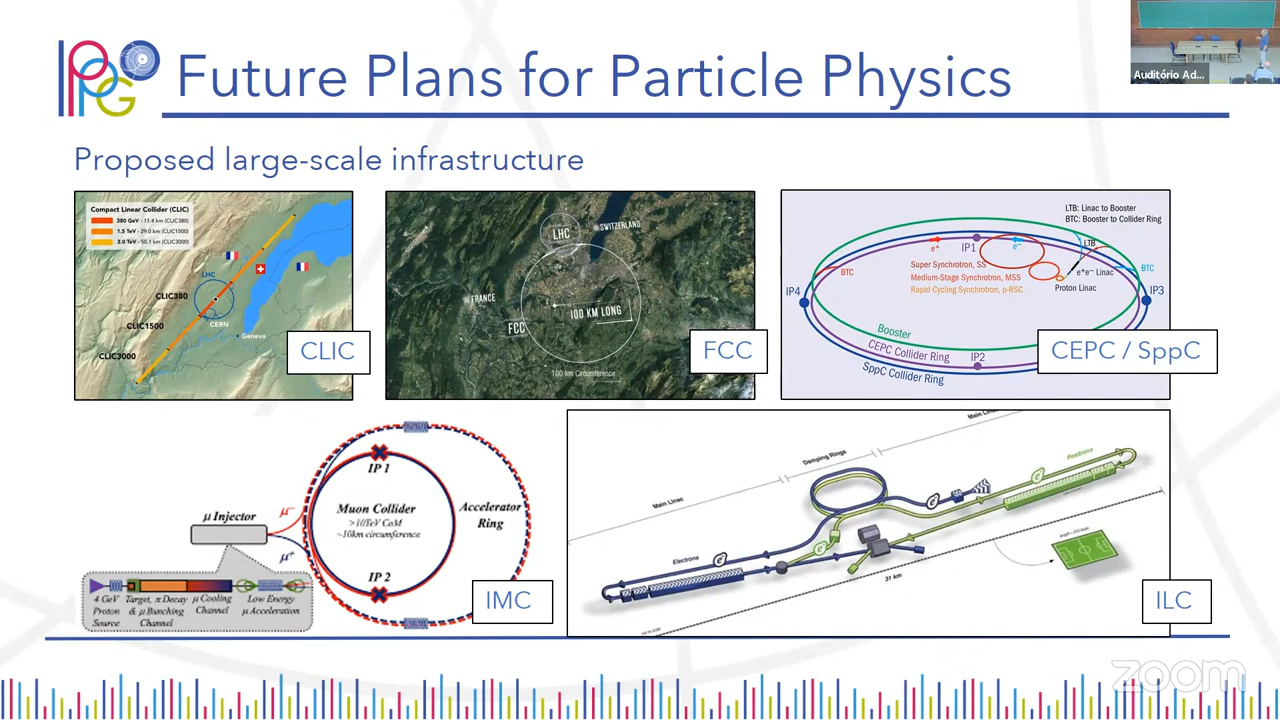 IPPOG
Future Plans for Particle Physics
Auditório Ad...
Proposed large-scale infrastructure
Compact Linear Collider (CLIC)
380 GeV - 11.4 km (CLIC380)
1.5 TeV - 29.0 km (CLIC1500)
3.0 TeV - 50.1 km (CLIC3000)
LHC
CLIC380
CERN
CLIC1500
Geneva
CLIC3000
CLIC
LHC
SWITZERLAND
FRANCE
100 KM LONG
FCC
100 km Circumference
FCC
LTB: Linac to Booster
BTC: Booster to Collider Ring
IP1
e+
e-
LTB
Super Synchrotron, SS
Medium-Stage Synchrotron, MSS
Rapid Cycling Synchrotron, p-RSC
BTC
e+e- Linac
BTC
Proton Linac
IP4
IP3
Booster
CEPC Collider Ring
IP2
SppC Collider Ring
CEPC / SppC
IP 1
μ Injector
μ-
μ+
Muon Collider
>10TeV CoM
~10km circumference
Accelerator
Ring
IP 2
4 GeV
Proton
Source
Target, π Decay
& μ Bunching
Channel
μ Cooling
Channel
Low Energy
μ Acceleration
IMC
Main Linac
Damping Rings
Main Linac
Positrons
Electrons
31 km
ILC
zoom